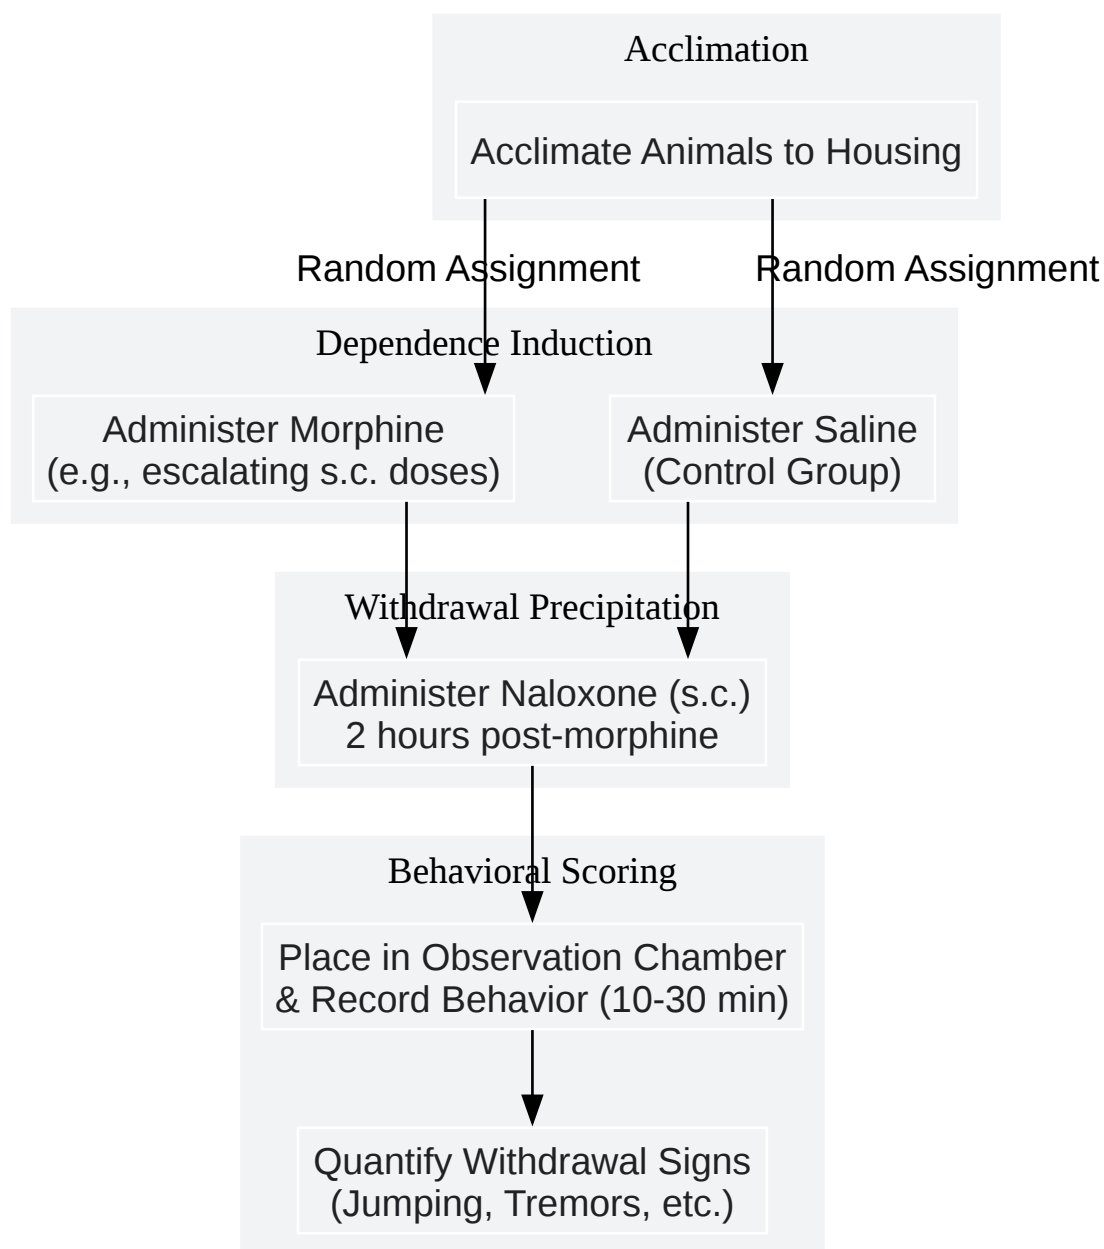 Acclimation
Acclimate Animals to Housing
Random Assignment
Random Assignment
Dependence Induction
Administer Morphine
(e.g., escalating s.c. doses)
Administer Saline
(Control Group)
Withdrawal Precipitation
Administer Naloxone (s.c.)
2 hours post-morphine
Behavioral Scoring
Place in Observation Chamber
& Record Behavior (10-30 min)
Quantify Withdrawal Signs
(Jumping, Tremors, etc.)